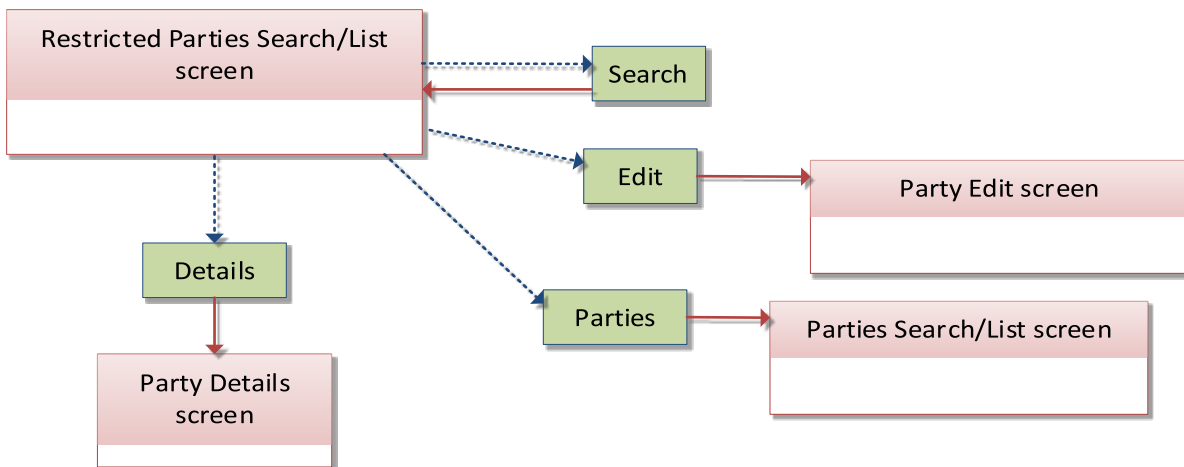 Restricted Parties Search/List
screen
Search
Edit
Party Edit screen
Details
Parties
Parties Search/List screen
Party Details
screen